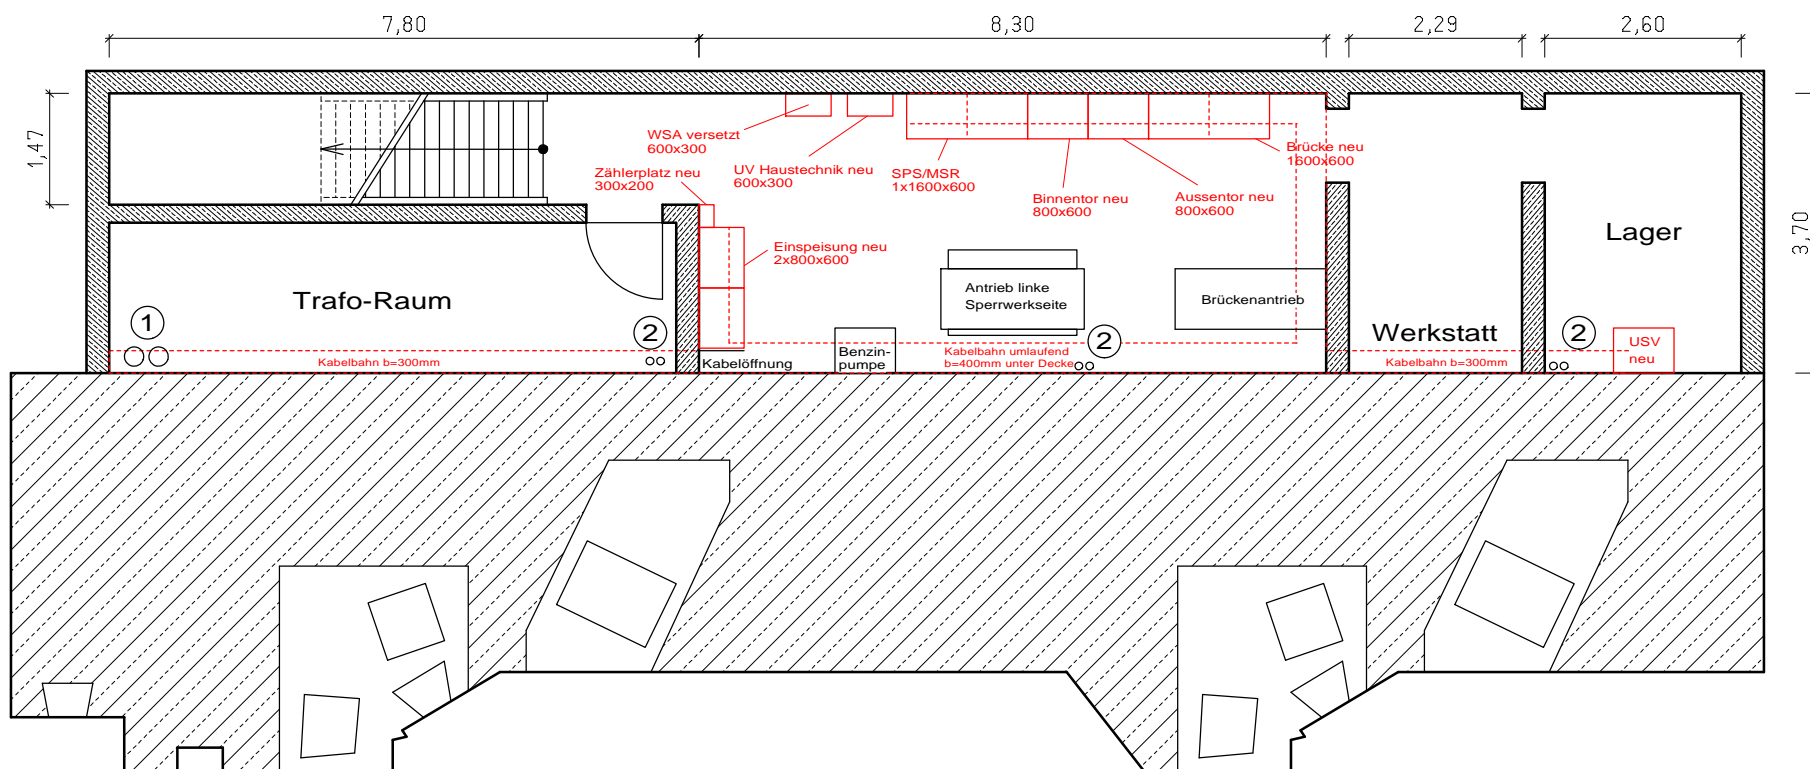 7,80
8,30
2,29
2,60
1,47
3,70
WSA versetzt
600x300
UV Haustechnik neu
600x300
Zählerplatz neu
300x200
SPS/MSR
1x1600x600
Binnentor neu
800x600
Aussentor neu
800x600
Brücke neu
1600x600
Einspeisung neu
2x800x600
Lager
Trafo-Raum
Antrieb linke
Sperrwerkseite
Brückenantrieb
Werkstatt
1
2
2
2
USV
neu
Kabelbahn b=300mm
Kabelöffnung
Benzin-
pumpe
Kabelbahn umlaufend
b=400mm unter Decke
Kabelbahn b=300mm